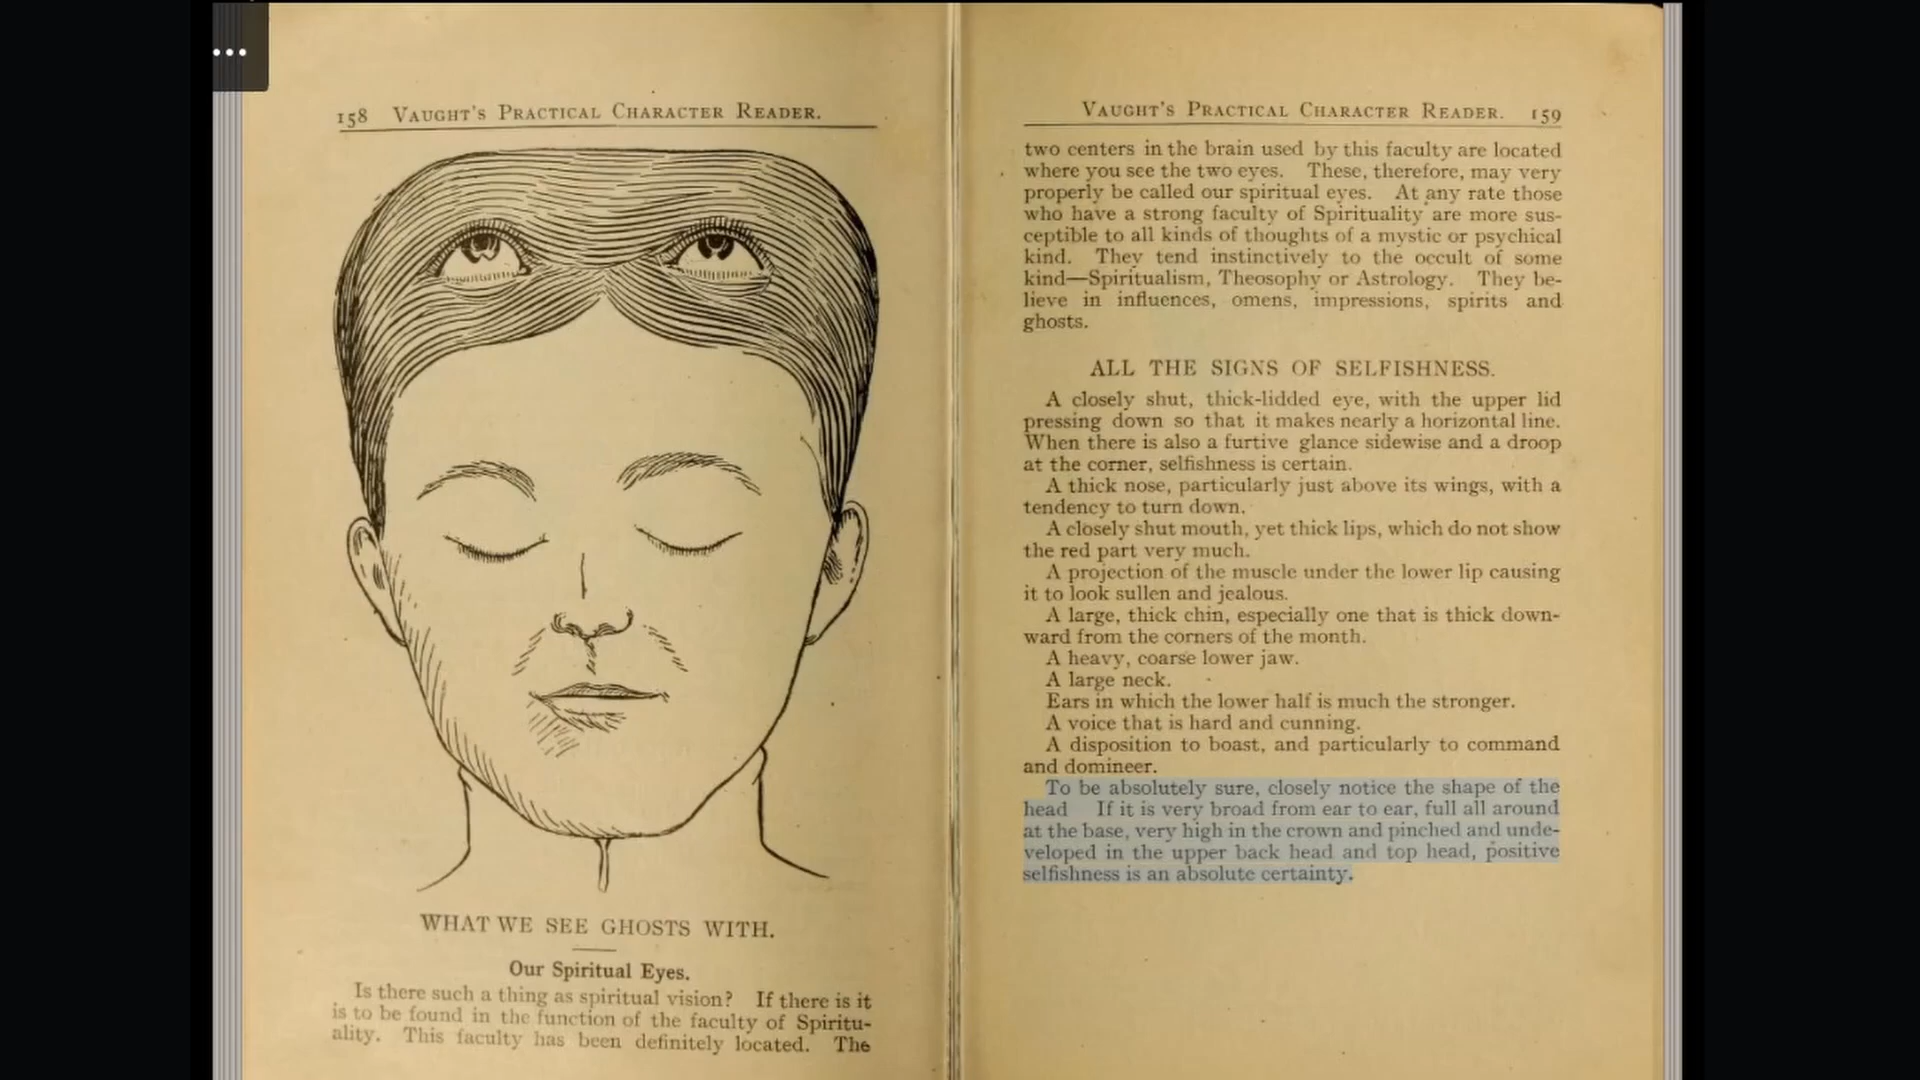 158 VAUGHT'S PRACTICAL CHARACTER READER.
WHAT WE SEE GHOSTS WITH.
Our Spiritual Eyes.
Is there such a thing as spiritual vision? If there is it
is to be found in the function of the faculty of Spiritu-
ality. This faculty has been definitely located. The
VAUGHT'S PRACTICAL CHARACTER READER. 159
two centers in the brain used by this faculty are located
where you see the two eyes. These, therefore, may very
properly be called our spiritual eyes. At any rate those
who have a strong faculty of Spirituality are more sus-
ceptible to all kinds of thoughts of a mystic or psychical
kind. They tend instinctively to the occult of some
kind—Spiritualism, Theosophy or Astrology. They be-
lieve in influences, omens, impressions, spirits and
ghosts.
ALL THE SIGNS OF SELFISHNESS.
A closely shut, thick-lidded eye, with the upper lid
pressing down so that it makes nearly a horizontal line.
When there is also a furtive glance sidewise and a droop
at the corner, selfishness is certain.
A thick nose, particularly just above its wings, with a
tendency to turn down.
A closely shut mouth, yet thick lips, which do not show
the red part very much.
A projection of the muscle under the lower lip causing
it to look sullen and jealous.
A large, thick chin, especially one that is thick down-
ward from the corners of the month.
A heavy, coarse lower jaw.
A large neck.
Ears in which the lower half is much the stronger.
A voice that is hard and cunning.
A disposition to boast, and particularly to command
and domineer.
To be absolutely sure, closely notice the shape of the
head If it is very broad from ear to ear, full all around
at the base, very high in the crown and pinched and unde-
veloped in the upper back head and top head, positive
selfishness is an absolute certainty.